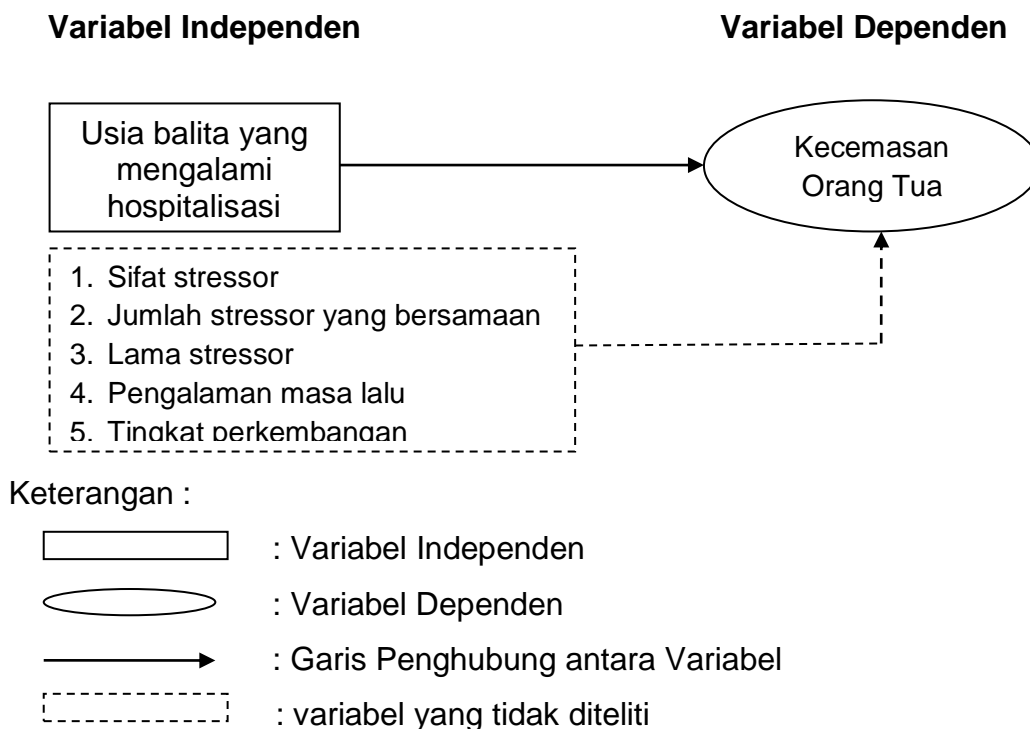 Variabel Independen
Variabel Dependen
Usia balita yang
mengalami
hospitalisasi
Kecemasan
Orang Tua
1. Sifat stressor
2. Jumlah stressor yang bersamaan
3. Lama stressor
4. Pengalaman masa lalu
5. Tingkat perkembangan
Keterangan :
: Variabel Independen
: Variabel Dependen
: Garis Penghubung antara Variabel
: variabel yang tidak diteliti